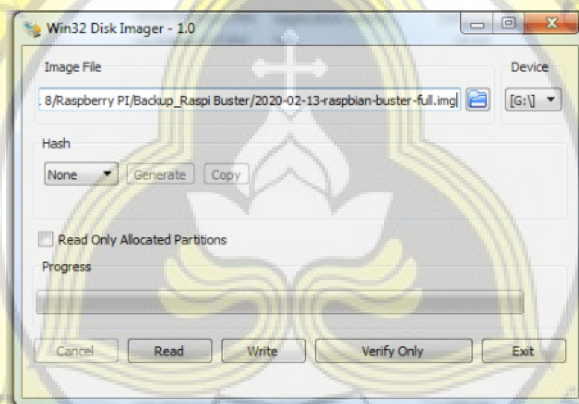 Win32 Disk Imager - 1.0
Image File
Device
. 8/Raspberry PI/Backup_Raspi Buster/2020-02-13-raspbian-buster-full.img
[G:\]
Hash
None
Generate
Copy
Read Only Allocated Partitions
Progress
Cancel
Read
Write
Verify Only
Exit